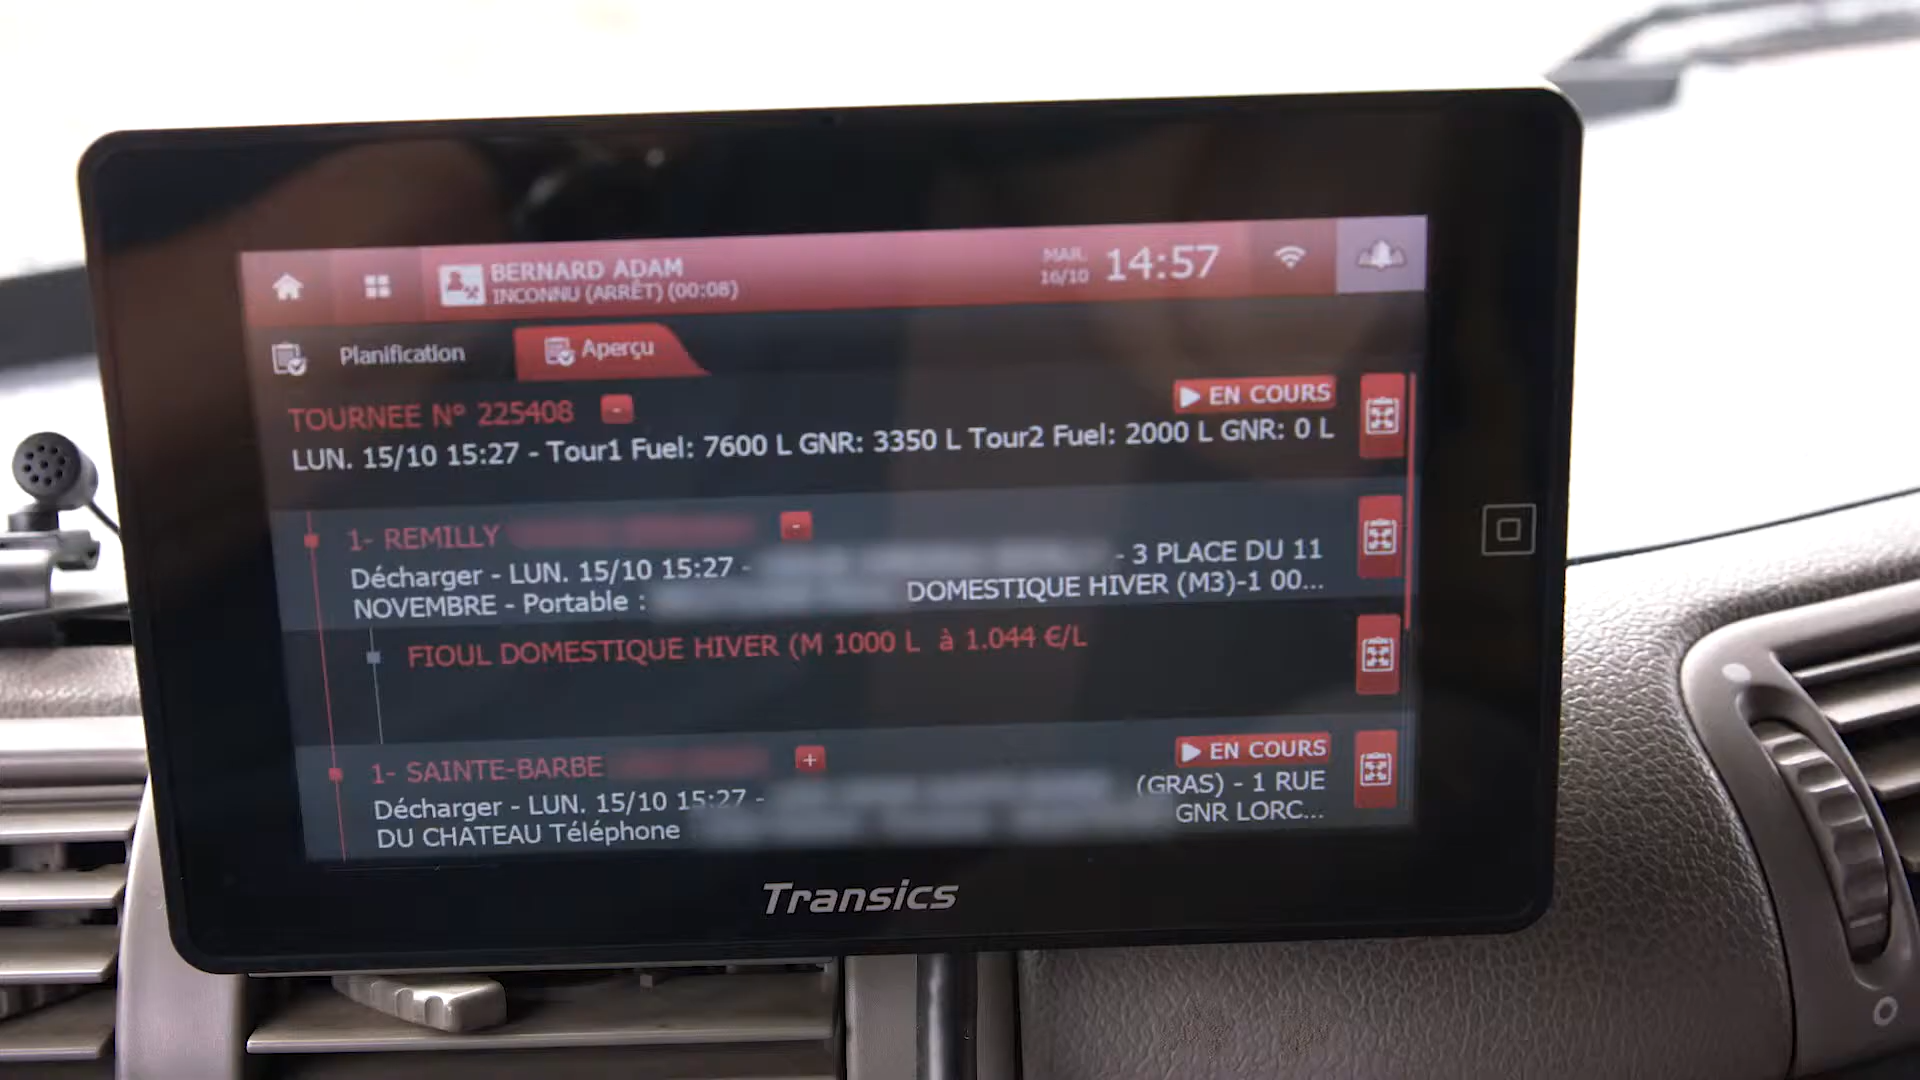 BERNARD ADAM
INCONNU (ARRÊT) (00:08)
MAR.
16/10
14:57
Planification
Aperçu
TOURNEE N° 225408 -
EN COURS
LUN. 15/10 15:27 - Tour1 Fuel: 7600 L GNR: 3350 L Tour2 Fuel: 2000 L GNR: 0 L
1- REMILLY -
Décharger - LUN. 15/10 15:27 - - 3 PLACE DU 11
NOVEMBRE - Portable : DOMESTIQUE HIVER (M3)-1 00...
FIOUL DOMESTIQUE HIVER (M 1000 L à 1.044 €/L
1- SAINTE-BARBE +
EN COURS
Décharger - LUN. 15/10 15:27 - (GRAS) - 1 RUE
DU CHATEAU Téléphone GNR LORC...
Transics